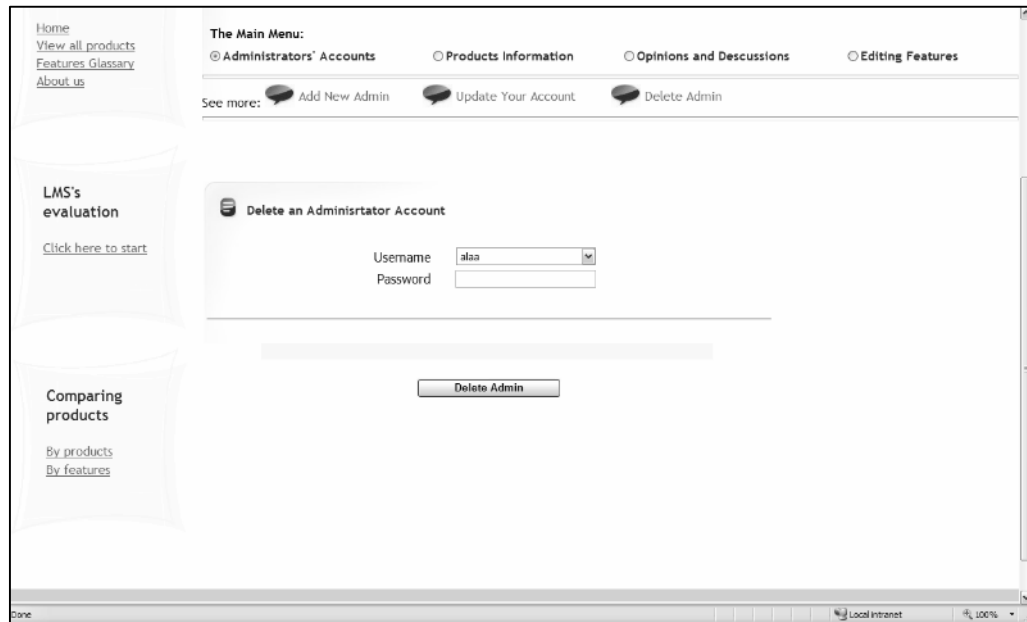 Home
View all products
Features Glassary
About us
The Main Menu:
Administrators' Accounts Products Information Opinions and Descussions Editing Features
See more: Add New Admin Update Your Account Delete Admin
LMS's
evaluation
Click here to start
Delete an Adminisrtator Account
Username alaa
Password
Delete Admin
Comparing
products
By products
By features
Done Local intranet 100%